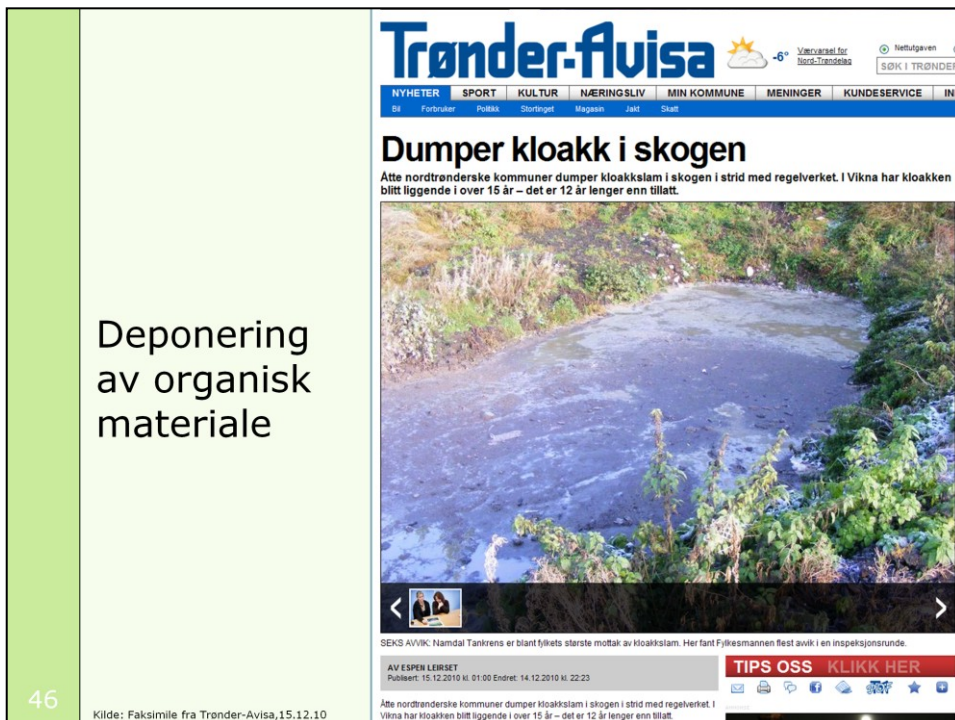 Deponering
av organisk
materiale
46
Kilde: Faksimile fra Trønder-Avisa,15.12.10
Trønder-Avisa
-6°
Værvarsel for
Nord-Trøndelag
Nettutgaven
SØK I TRØNDER
NYHETER SPORT KULTUR NÆRINGSLIV MIN KOMMUNE MENINGER KUNDESERVICE IN
Bil Forbruker Politikk Stortinget Magasin Jakt Skatt
Dumper kloakk i skogen
Åtte nordtrønderske kommuner dumper kloakkslam i skogen i strid med regelverket. I Vikna har kloakken
blitt liggende i over 15 år – det er 12 år lenger enn tillatt.
SEKS AVVIK: Namdal Tankrens er blant fylkets største mottak av kloakkslam. Her fant Fylkesmannen flest avvik i en inspeksjonsrunde.
AV ESPEN LEIRSET
Publisert: 15.12.2010 kl. 01:00 Endret: 14.12.2010 kl. 22:23
TIPS OSS KLIKK HER
Åtte nordtrønderske kommuner dumper kloakkslam i skogen i strid med regelverket. I
Vikna har kloakken blitt liggende i over 15 år – det er 12 år lenger enn tillatt.